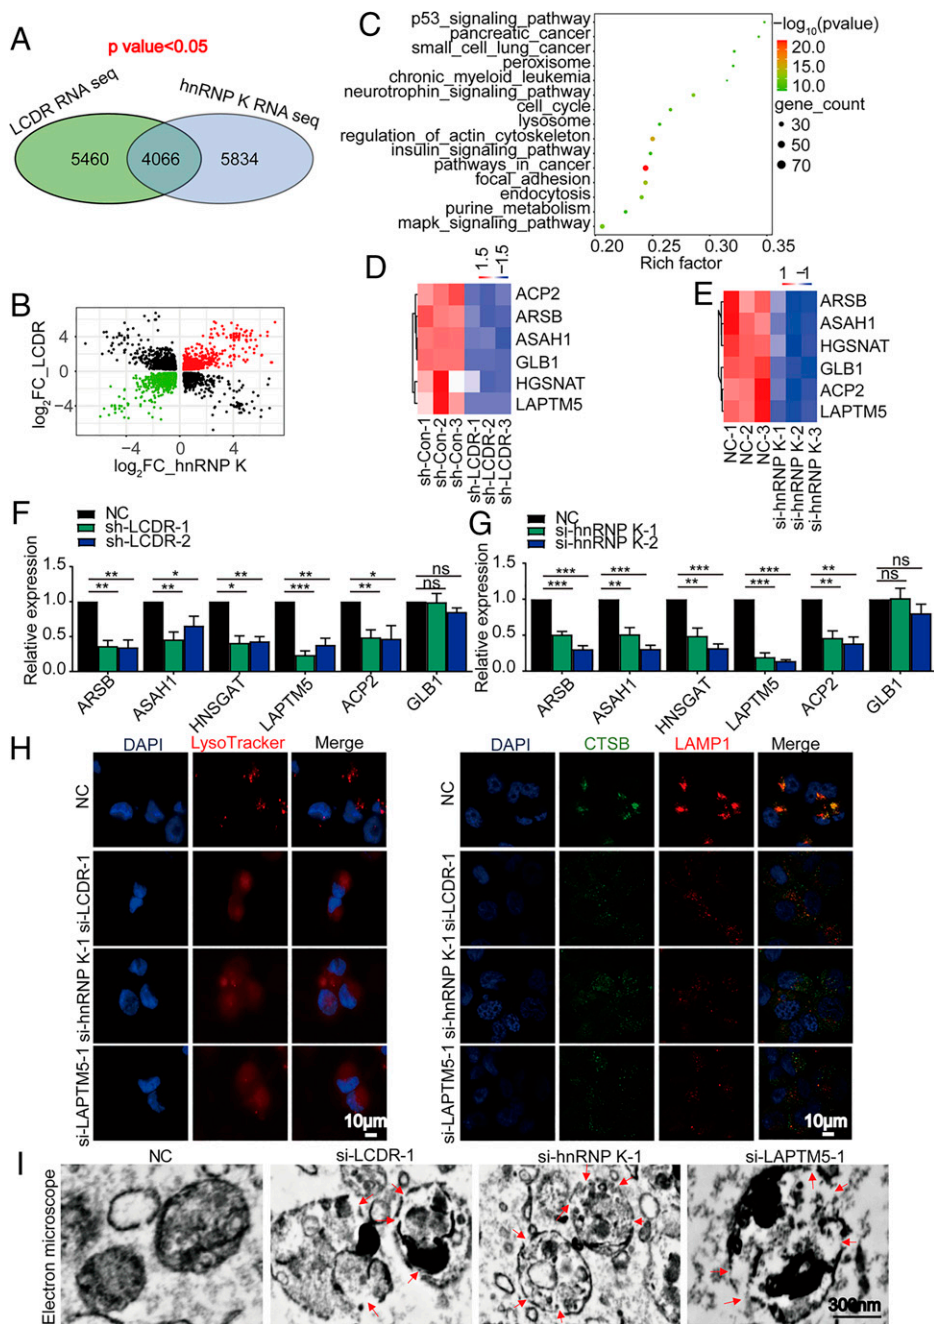 A
p value<0.05
LCDR RNA seq
hnRNP K RNA seq
5460
4066
5834
B
log2FC_LCDR
4
0
−4
−4
0
4
log2FC_hnRNP K
C
p53_signaling_pathway
pancreatic_cancer
small_cell_lung_cancer
peroxisome
chronic_myeloid_leukemia
neurotrophin_signaling_pathway
cell_cycle
lysosome
regulation_of_actin_cytoskeleton
insulin_signaling_pathway
pathways_in_cancer
focal_adhesion
endocytosis
purine_metabolism
mapk_signaling_pathway
0.20 0.25 0.30 0.35
Rich factor
−log10(pvalue)
20.0
15.0
10.0
gene_count
30
50
70
D
1.5
−1.5
ACP2
ARSB
ASAH1
GLB1
HGSNAT
LAPTM5
sh-Con-1
sh-Con-2
sh-Con-3
sh-LCDR-1
sh-LCDR-2
sh-LCDR-3
E
1
−1
ARSB
ASAH1
HGSNAT
GLB1
ACP2
LAPTM5
NC-1
NC-2
NC-3
si-hnRNP K-1
si-hnRNP K-2
si-hnRNP K-3
F
NC
sh-LCDR-1
sh-LCDR-2
Relative expression
1.5
1.0
0.5
0.0
** * ** ** * ns
** ** * *** ** ns
ARSB
ASAH1
HNSGAT
LAPTM5
ACP2
GLB1
G
NC
si-hnRNP K-1
si-hnRNP K-2
Relative expression
1.5
1.0
0.5
0.0
*** *** *** *** ** ns
*** ** ** *** ** ns
ARSB
ASAH1
HNSGAT
LAPTM5
ACP2
GLB1
H
DAPI LysoTracker Merge
NC
si-LCDR-1
si-hnRNP K-1
si-LAPTM5-1
10μm
DAPI CTSB LAMP1 Merge
NC
si-LCDR-1
si-hnRNP K-1
si-LAPTM5-1
10μm
I
NC si-LCDR-1 si-hnRNP K-1 si-LAPTM5-1
Electron microscope
300nm